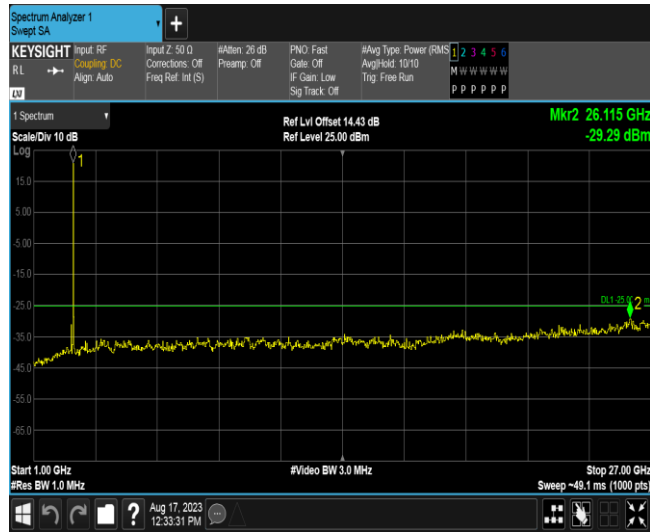 Spectrum Analyzer 1
Swept SA
+
KEYSIGHT Input: RF Input Z: 50 Ω #Atten: 26 dB PNO: Fast #Avg Type: Power (RMS 1 2 3 4 5 6
RL Coupling: DC Corrections: Off Preamp: Off Gate: Off Avg|Hold: 10/10 M W W W W W
Align: Auto Freq Ref: Int (S) IF Gain: Low Trig: Free Run
Sig Track: Off P P P P P P
LXI
1 Spectrum Ref Lvl Offset 14.43 dB Mkr2 26.115 GHz
Scale/Div 10 dB Ref Level 25.00 dBm -29.29 dBm
Log
1
15.0
5.00
-5.00
-15.0
-25.0
DL1 -25.0 2 m
-35.0
-45.0
-55.0
-65.0
Start 1.00 GHz #Video BW 3.0 MHz Stop 27.00 GHz
#Res BW 1.0 MHz Sweep ~49.1 ms (1000 pts)
? Aug 17, 2023
12:33:31 PM